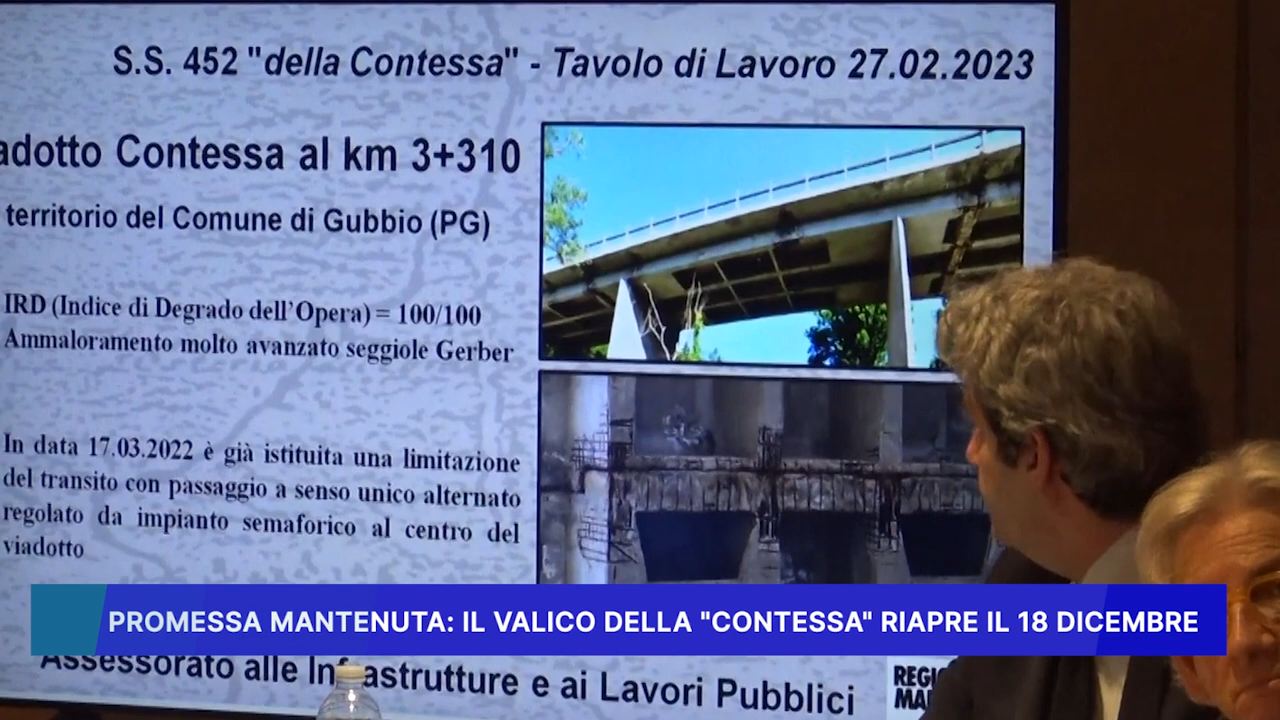 S.S. 452 "della Contessa" - Tavolo di Lavoro 27.02.2023
adotto Contessa al km 3+310
territorio del Comune di Gubbio (PG)
IRD (Indice di Degrado dell'Opera) = 100/100
Ammaloramento molto avanzato seggiole Gerber
In data 17.03.2022 è già istituita una limitazione
del transito con passaggio a senso unico alternato
regolato da impianto semaforico al centro del
viadotto
PROMESSA MANTENUTA: IL VALICO DELLA "CONTESSA" RIAPRE IL 18 DICEMBRE
Assessorato alle Infrastrutture e ai Lavori Pubblici
REGI
MA